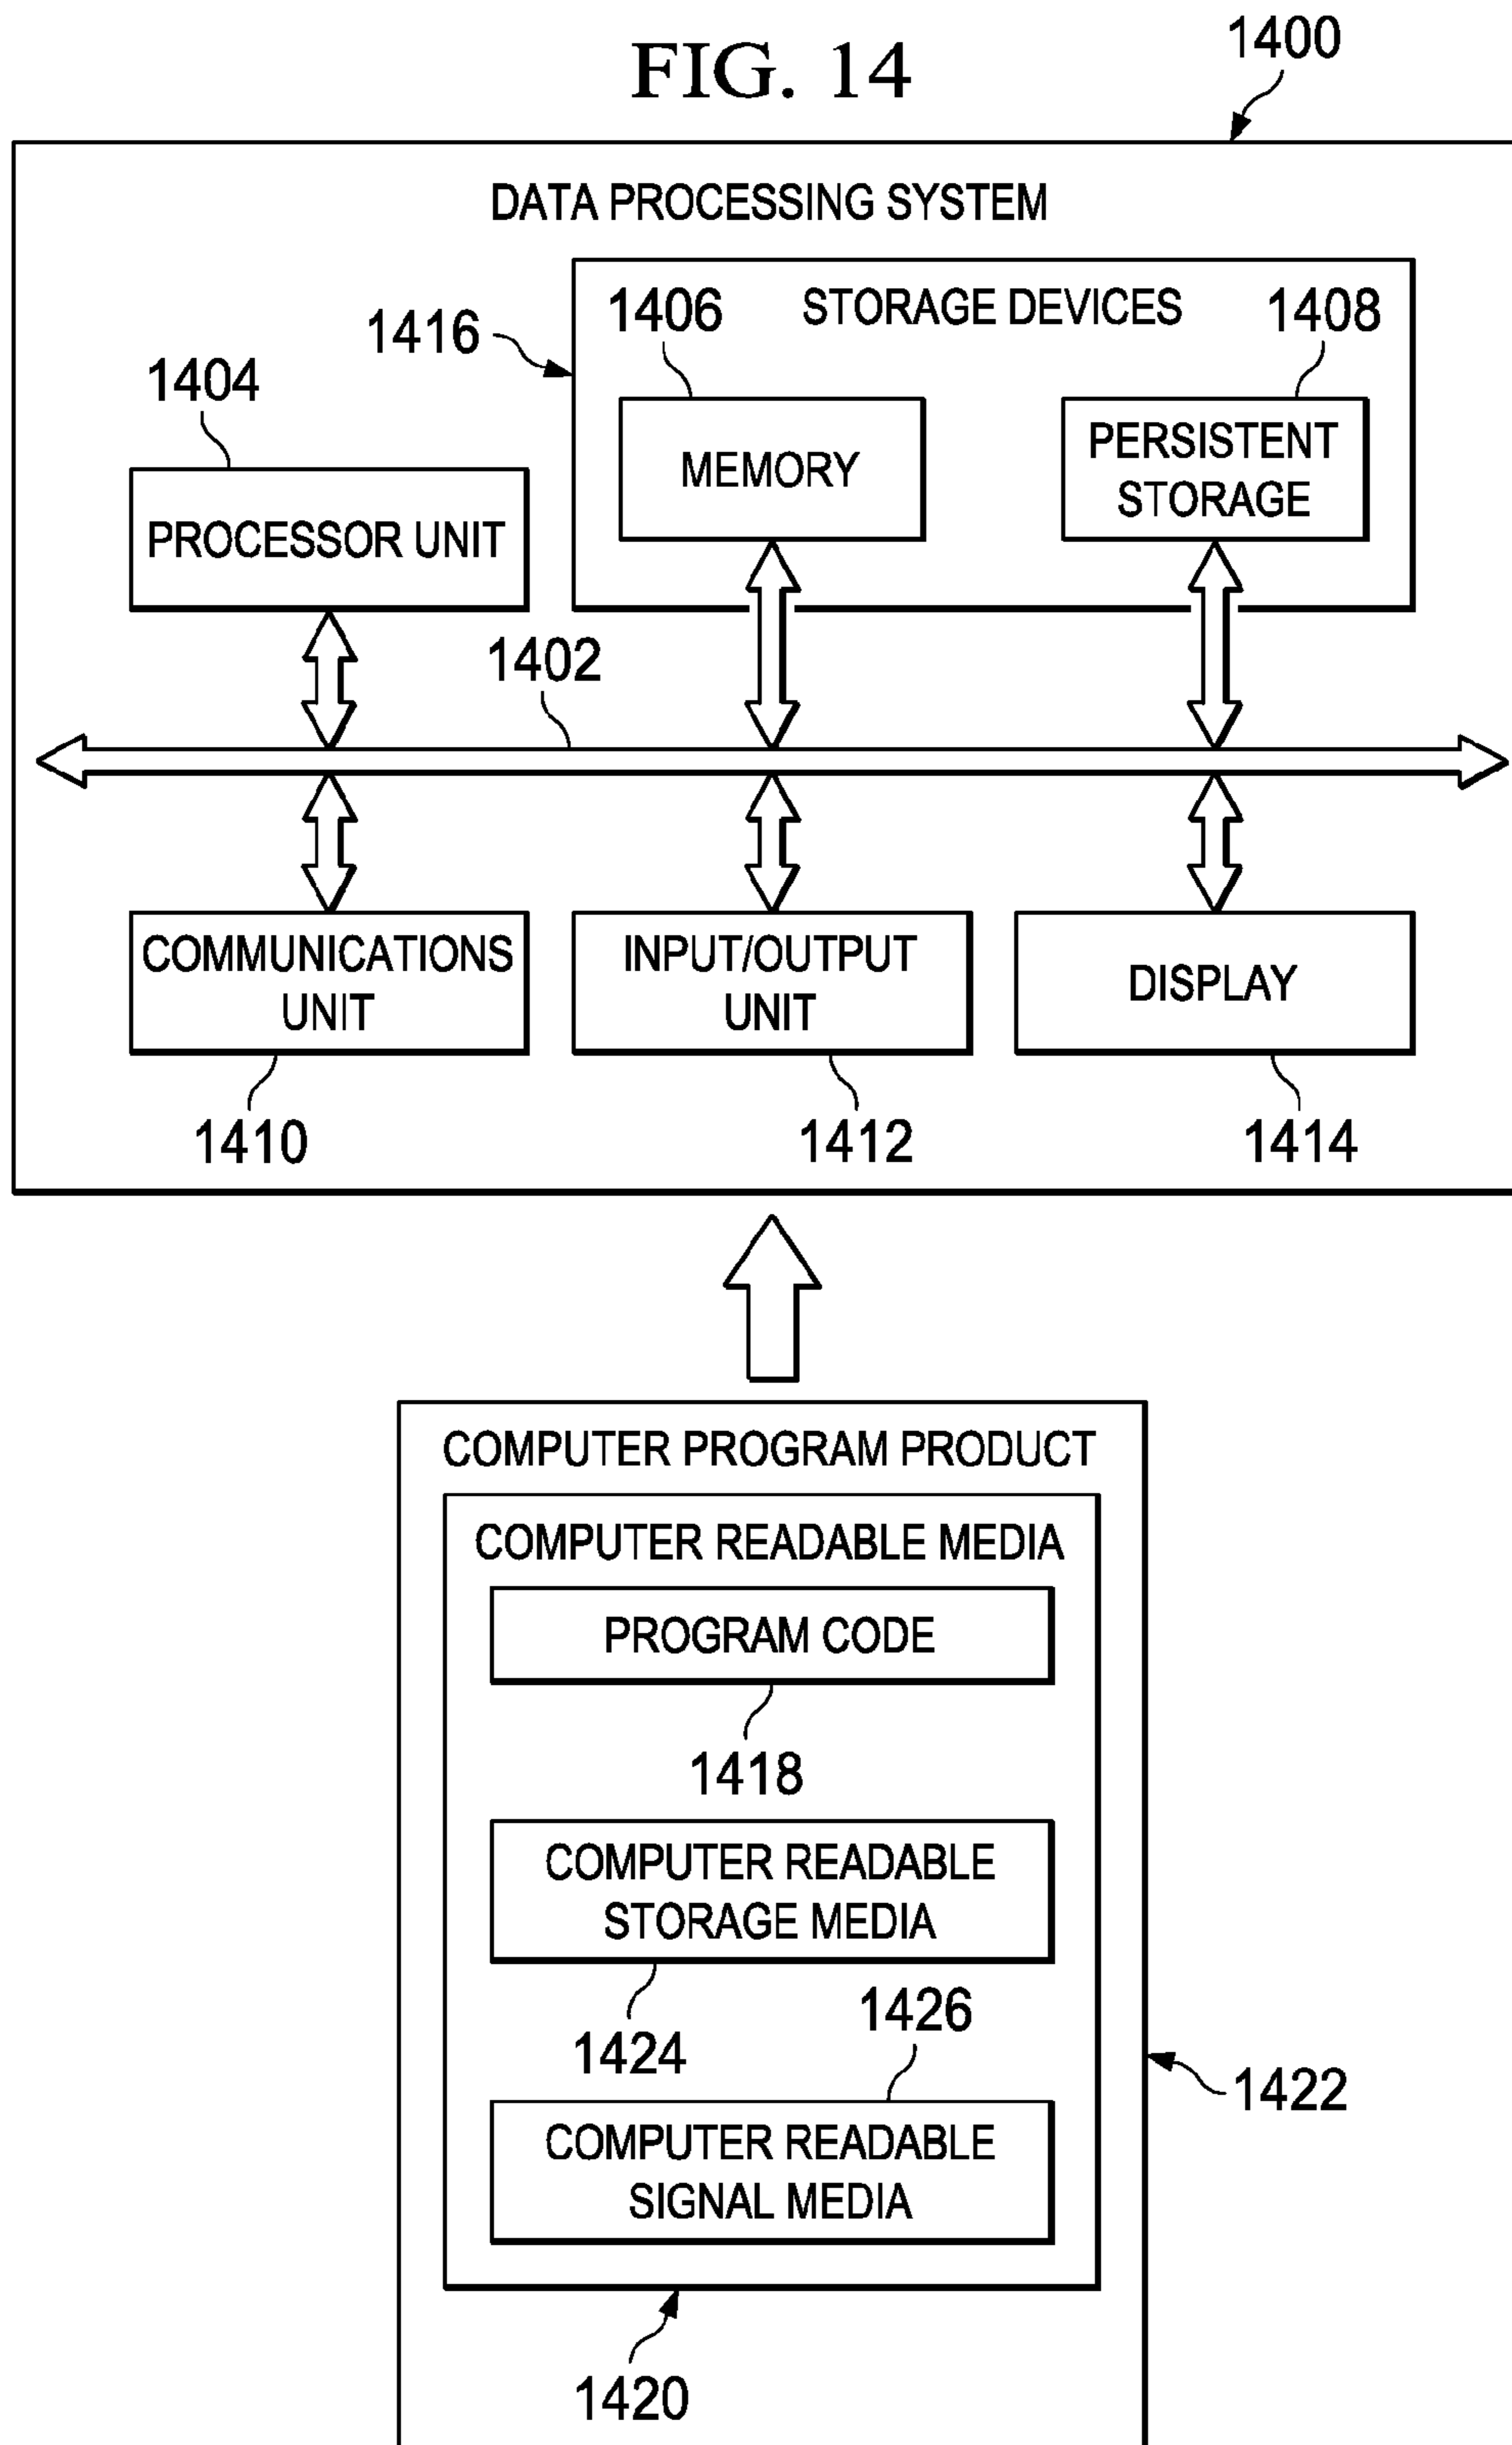 FIG. 14
1400
DATA PROCESSING SYSTEM
STORAGE DEVICES
1416
1406
1408
1404
MEMORY
PERSISTENT
STORAGE
PROCESSOR UNIT
1402
COMMUNICATIONS
UNIT
INPUT/OUTPUT
UNIT
DISPLAY
1410
1412
1414
COMPUTER PROGRAM PRODUCT
COMPUTER READABLE MEDIA
PROGRAM CODE
1418
COMPUTER READABLE
STORAGE MEDIA
1424
1426
COMPUTER READABLE
SIGNAL MEDIA
1422
1420